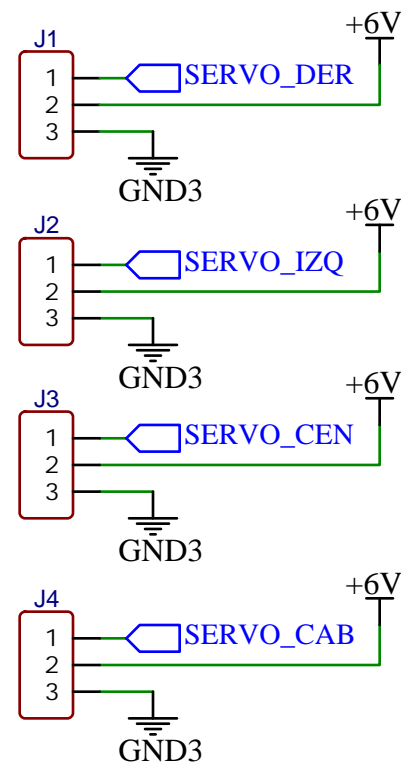 J1
+6V
1 SERVO_DER
2
3
GND3
J2
+6V
1 SERVO_IZQ
2
3
GND3
J3
+6V
1 SERVO_CEN
2
3
GND3
J4
+6V
1 SERVO_CAB
2
3
GND3